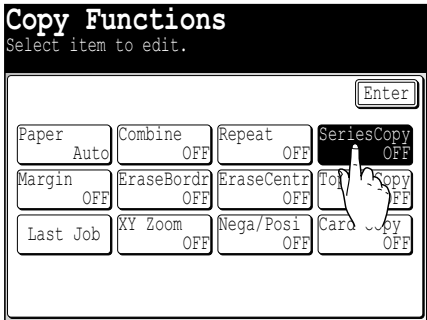 Copy Functions
Select item to edit.
Enter
Paper Combine Repeat SeriesCopy
Auto OFF OFF OFF
Margin EraseBordr EraseCentr
OFF OFF OFF
Last Job XY Zoom Nega/Posi Card Copy
OFF OFF OFF